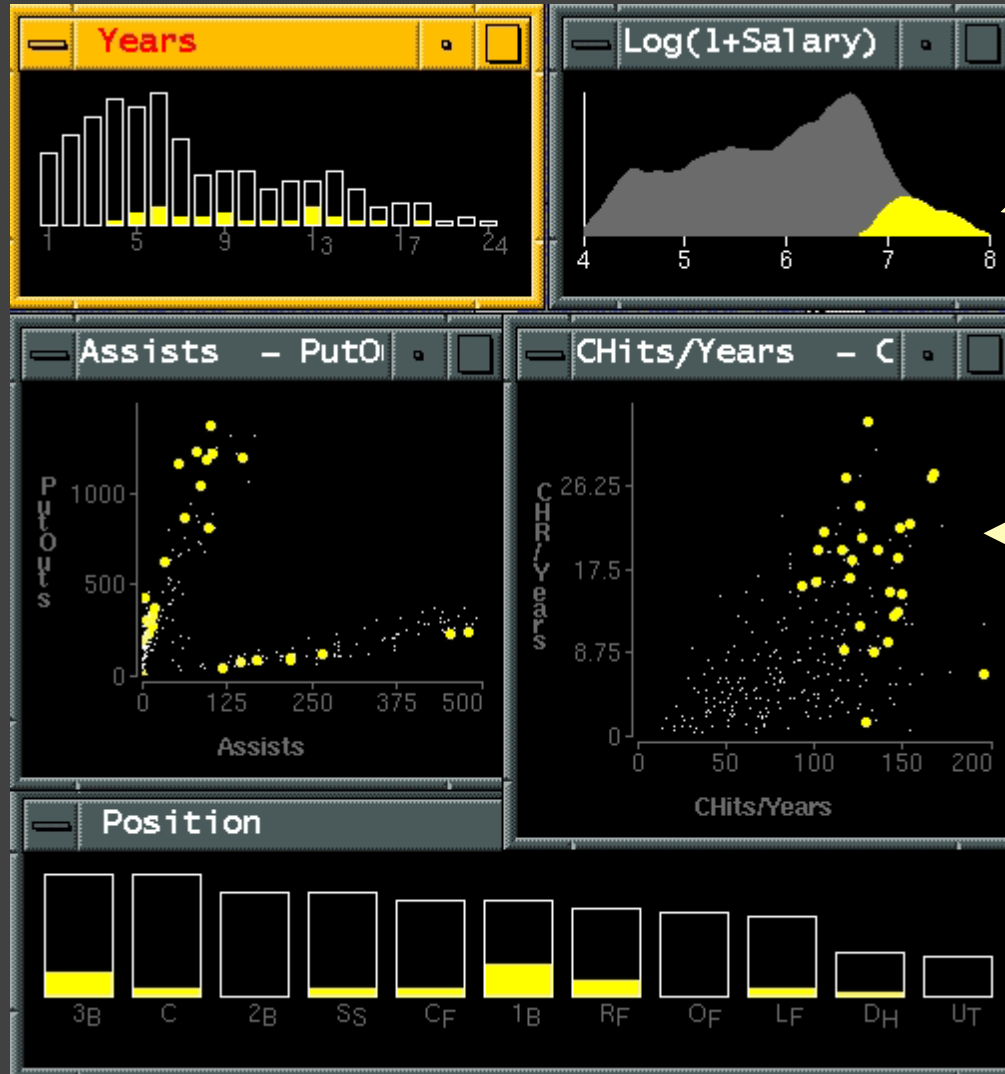 Years
1 5 9 13 17 24
Log(1+Salary)
4 5 6 7 8
Assists - PutO
PutOuts
1000
500
0
0 125 250 375 500
Assists
CHits/Years - C
CHR/Years
26.25
17.5
8.75
0
0 50 100 150 200
CHits/Years
Position
3B C 2B SS CF 1B RF OF LF DH UT